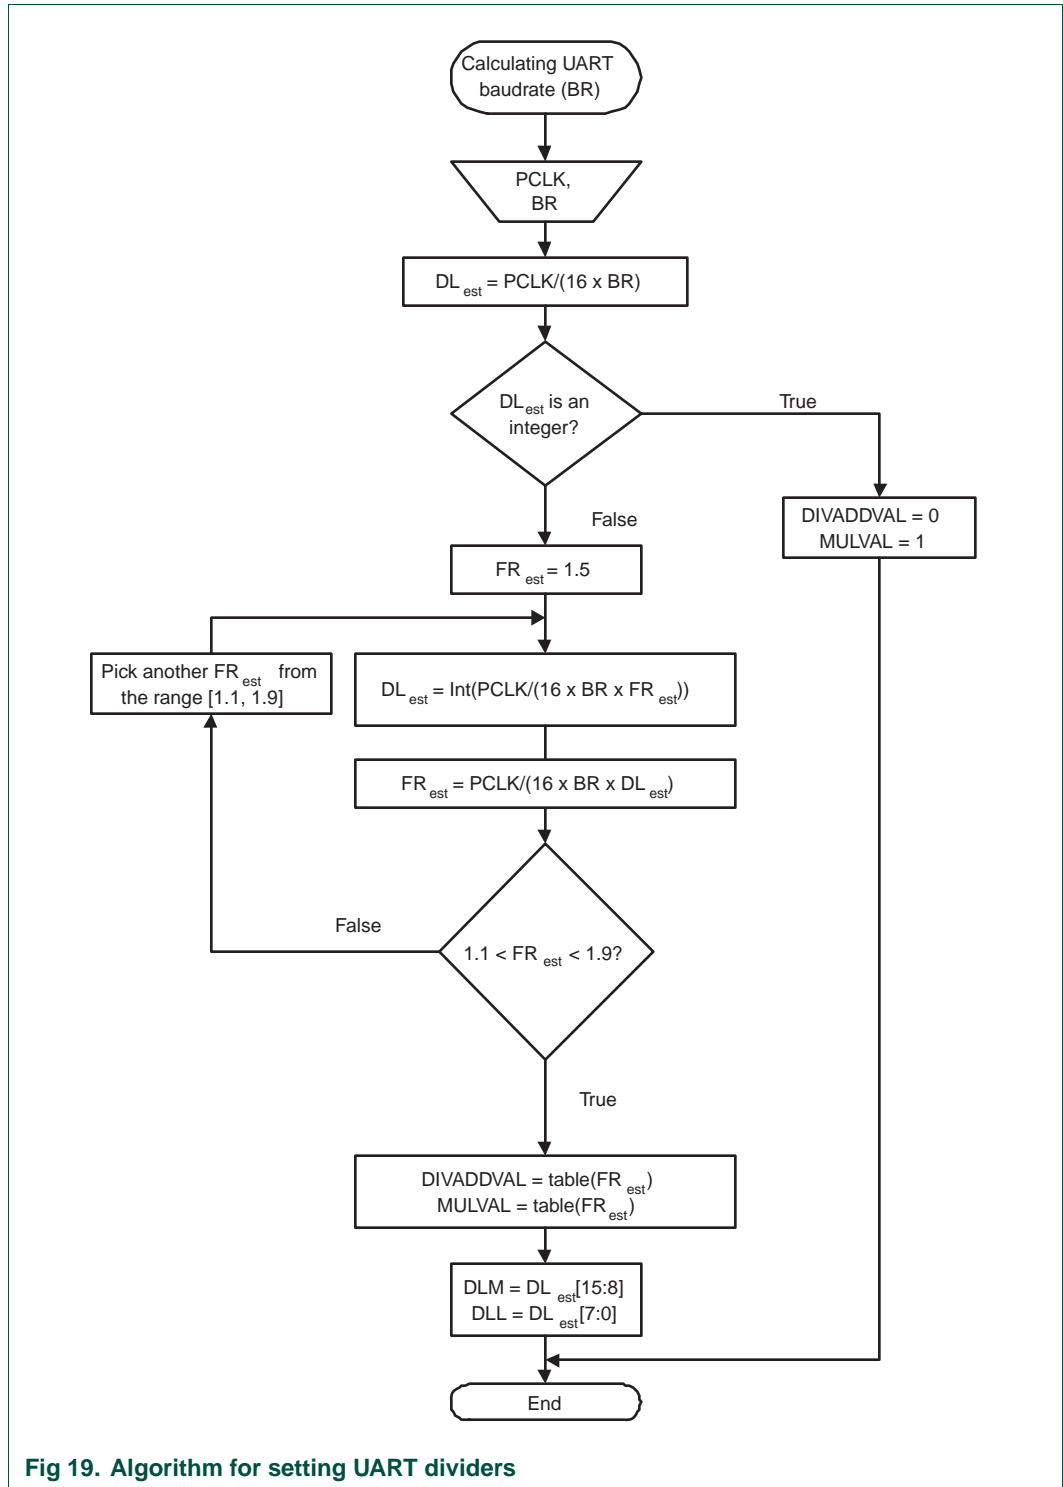 Calculating UART
baudrate (BR)
PCLK,
BR
DL est = PCLK/(16 x BR)
DL est is an
integer?
True
False
DIVADDVAL = 0
MULVAL = 1
FR est = 1.5
Pick another FR est from
the range [1.1, 1.9]
DL est = Int(PCLK/(16 x BR x FR est))
FR est = PCLK/(16 x BR x DL est)
False
1.1 < FR est < 1.9?
True
DIVADDVAL = table(FR est)
MULVAL = table(FR est)
DLM = DL est[15:8]
DLL = DL est[7:0]
End
Fig 19. Algorithm for setting UART dividers